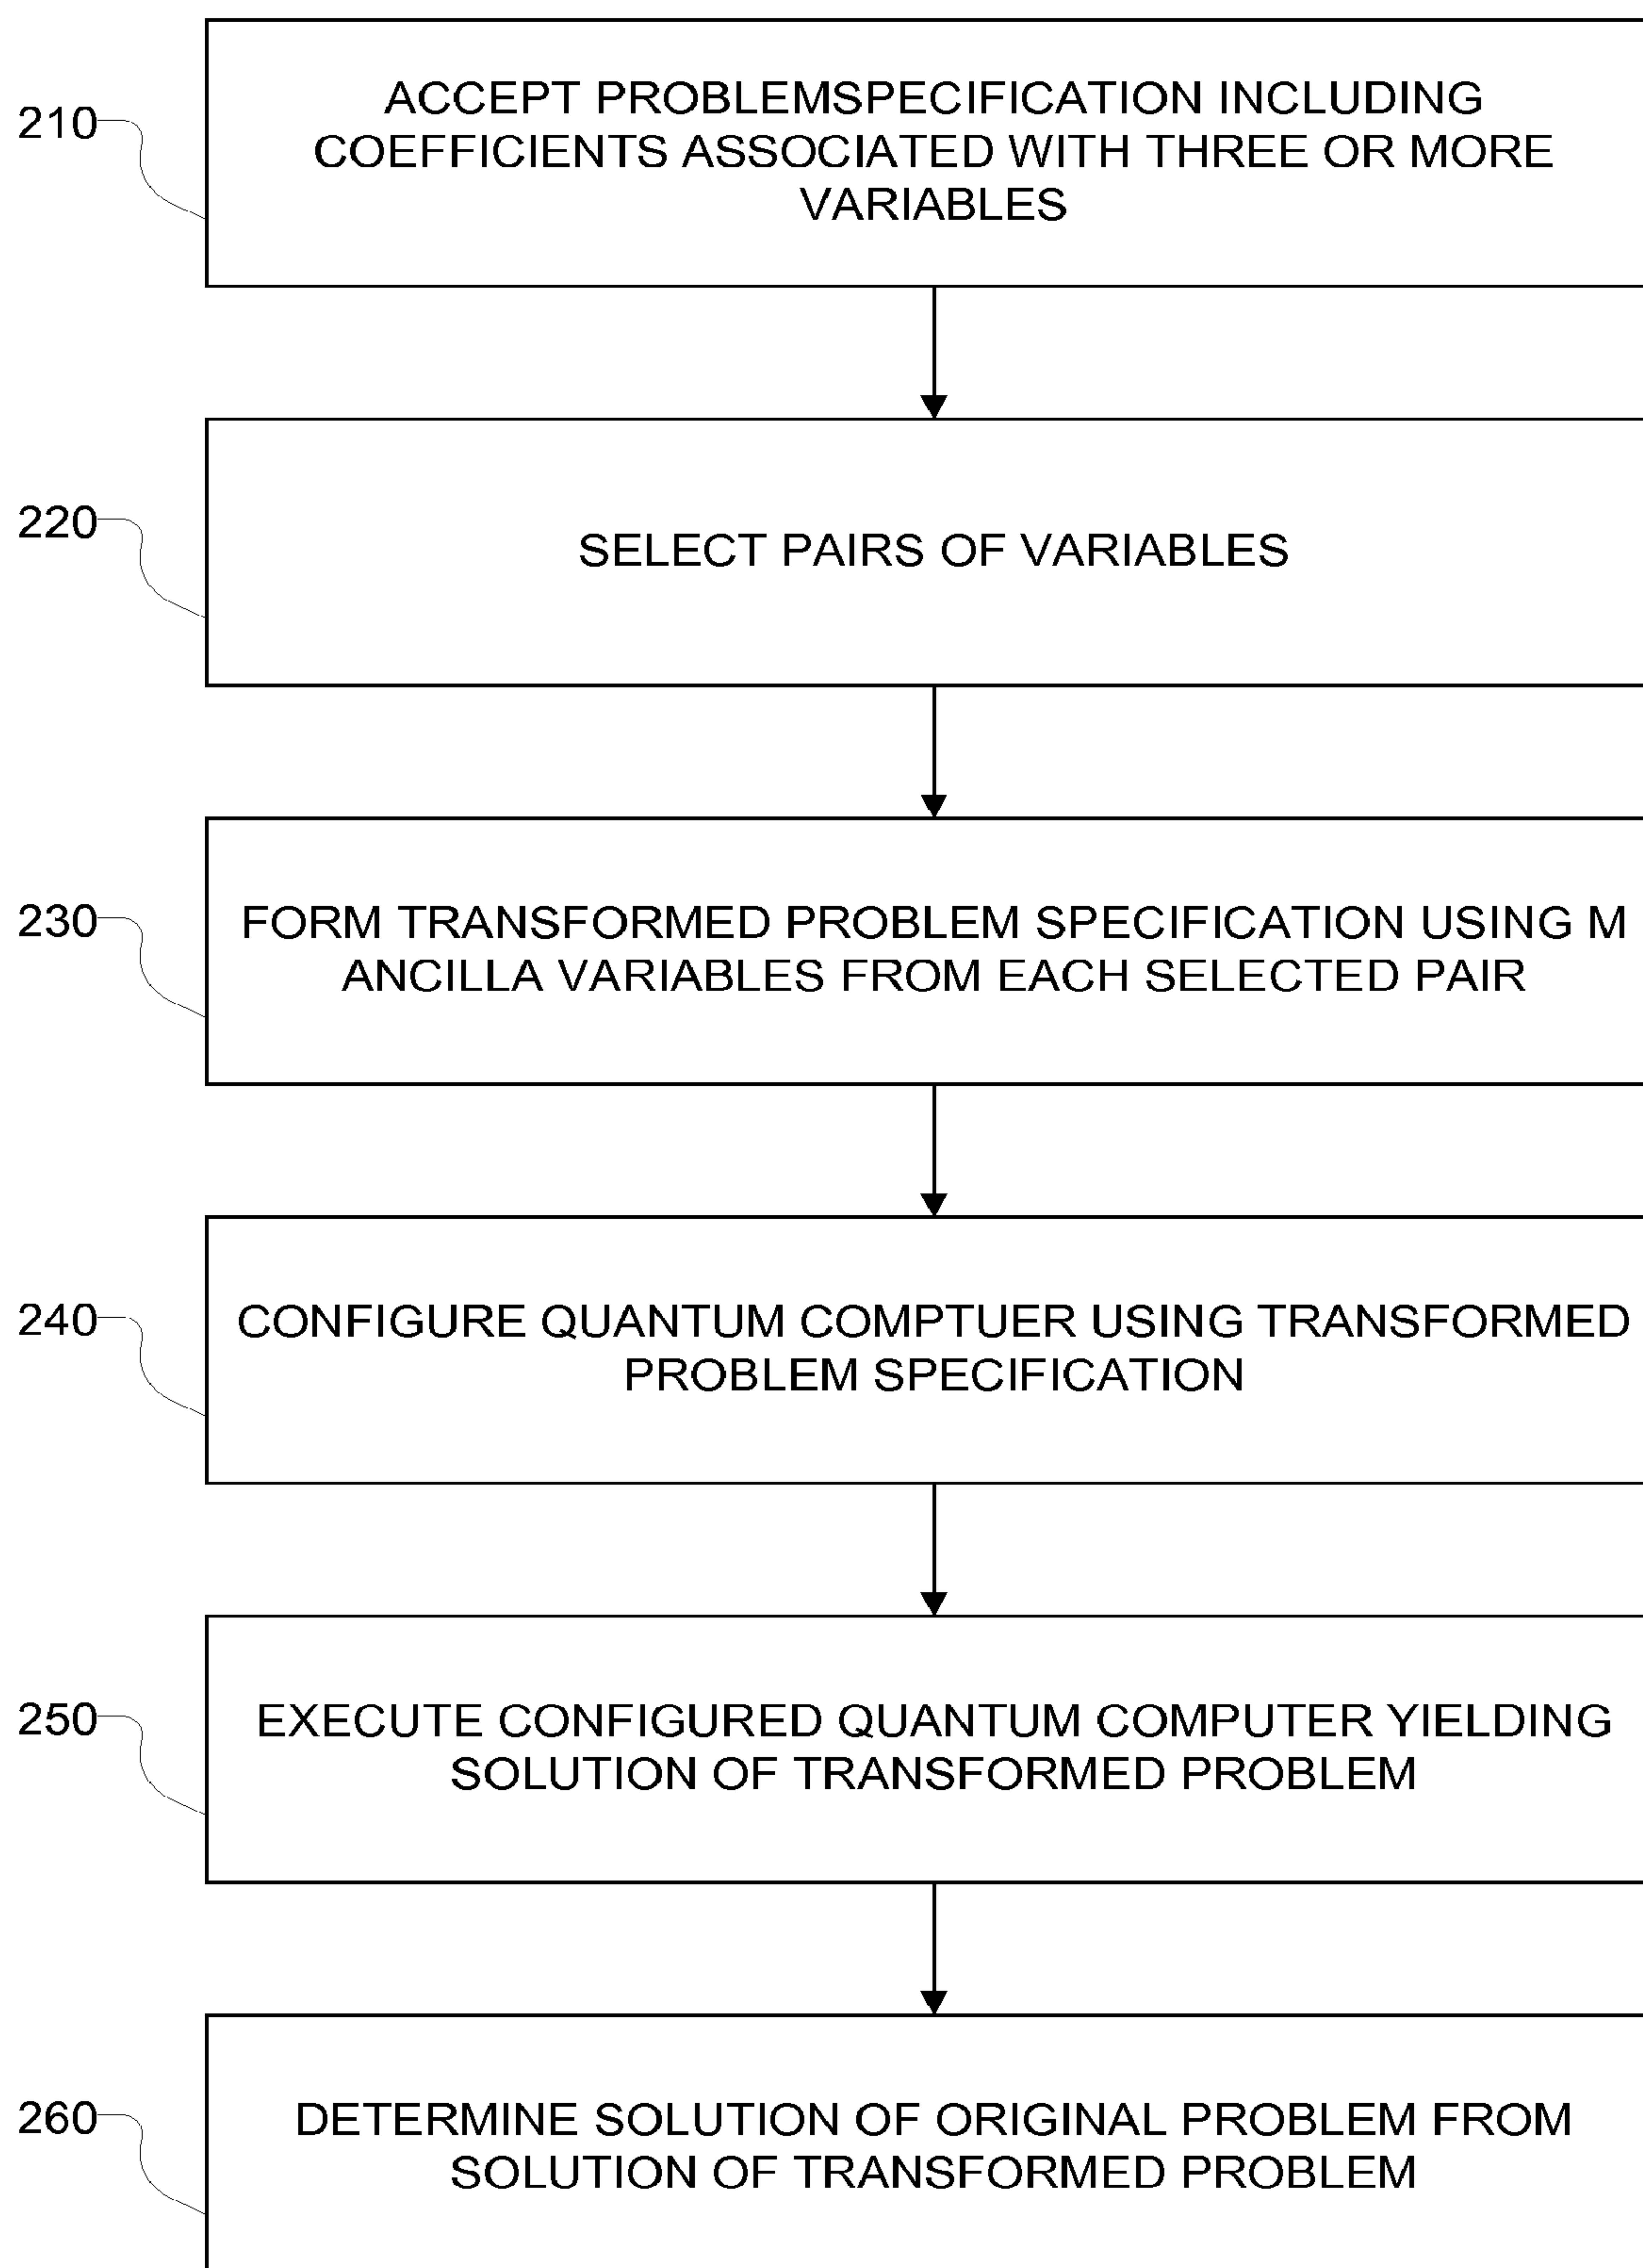 210
ACCEPT PROBLEMSPECIFICATION INCLUDING
COEFFICIENTS ASSOCIATED WITH THREE OR MORE
VARIABLES
220
SELECT PAIRS OF VARIABLES
230
FORM TRANSFORMED PROBLEM SPECIFICATION USING M
ANCILLA VARIABLES FROM EACH SELECTED PAIR
240
CONFIGURE QUANTUM COMPTUER USING TRANSFORMED
PROBLEM SPECIFICATION
250
EXECUTE CONFIGURED QUANTUM COMPUTER YIELDING
SOLUTION OF TRANSFORMED PROBLEM
260
DETERMINE SOLUTION OF ORIGINAL PROBLEM FROM
SOLUTION OF TRANSFORMED PROBLEM